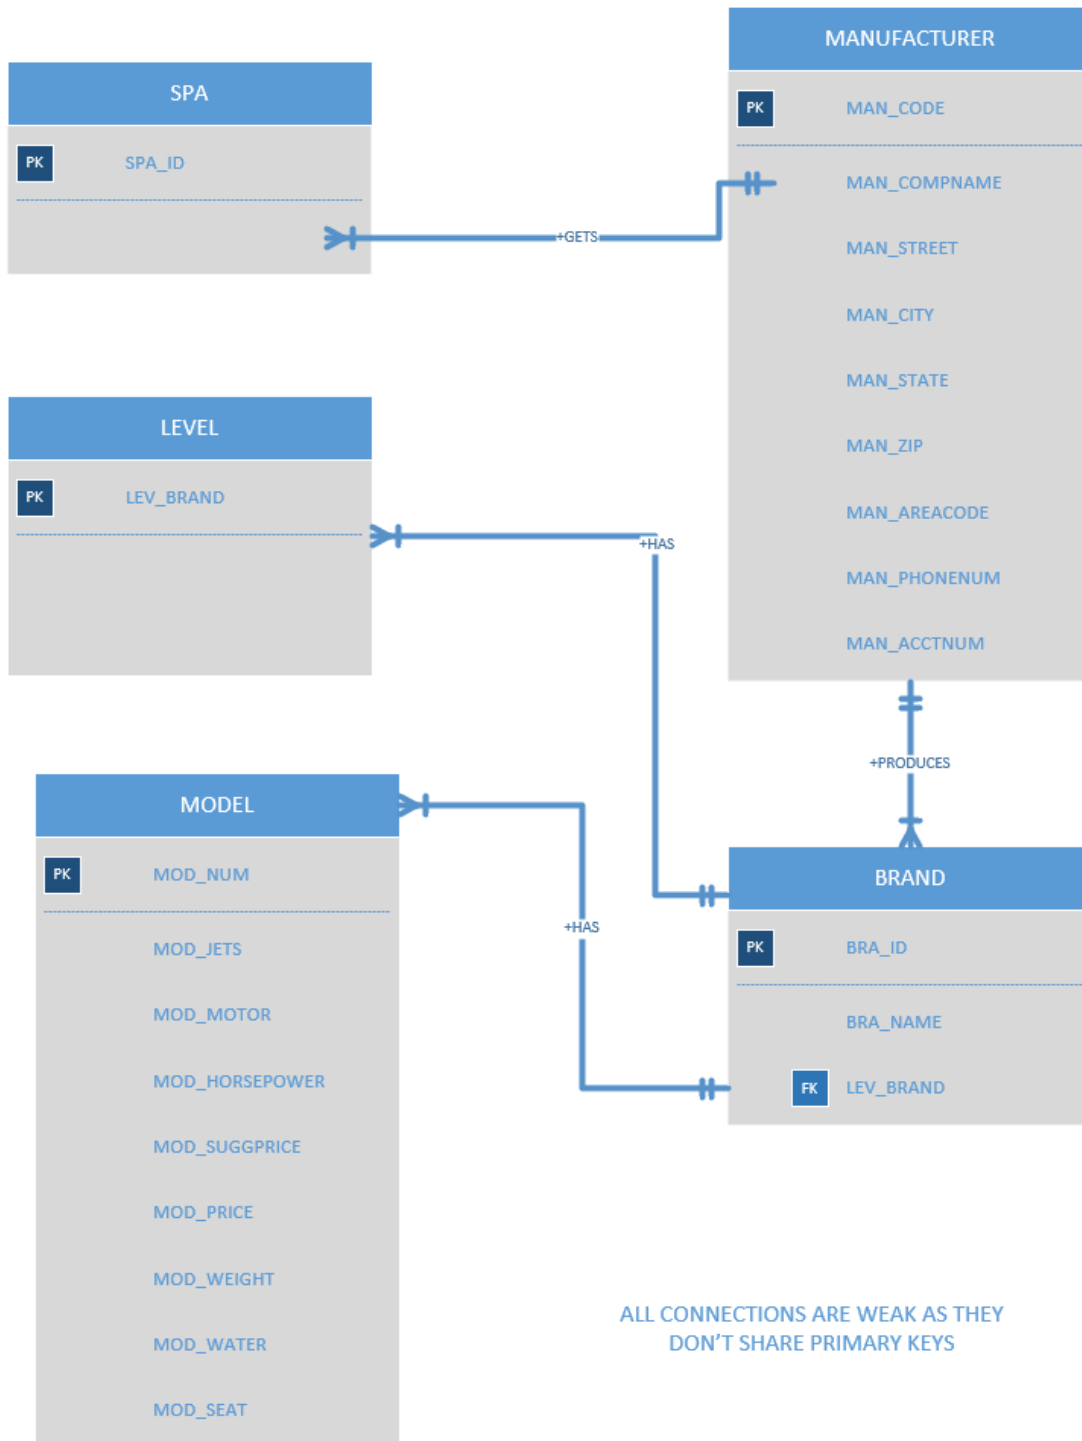 SPA
PK SPA_ID
MANUFACTURER
PK MAN_CODE
MAN_COMPNAME
MAN_STREET
MAN_CITY
MAN_STATE
MAN_ZIP
MAN_AREACODE
MAN_PHONENUM
MAN_ACCTNUM
+GETS
LEVEL
PK LEV_BRAND
+HAS
+PRODUCES
MODEL
PK MOD_NUM
MOD_JETS
MOD_MOTOR
MOD_HORSEPOWER
MOD_SUGGPRICE
MOD_PRICE
MOD_WEIGHT
MOD_WATER
MOD_SEAT
+HAS
BRAND
PK BRA_ID
BRA_NAME
FK LEV_BRAND
ALL CONNECTIONS ARE WEAK AS THEY
DON'T SHARE PRIMARY KEYS